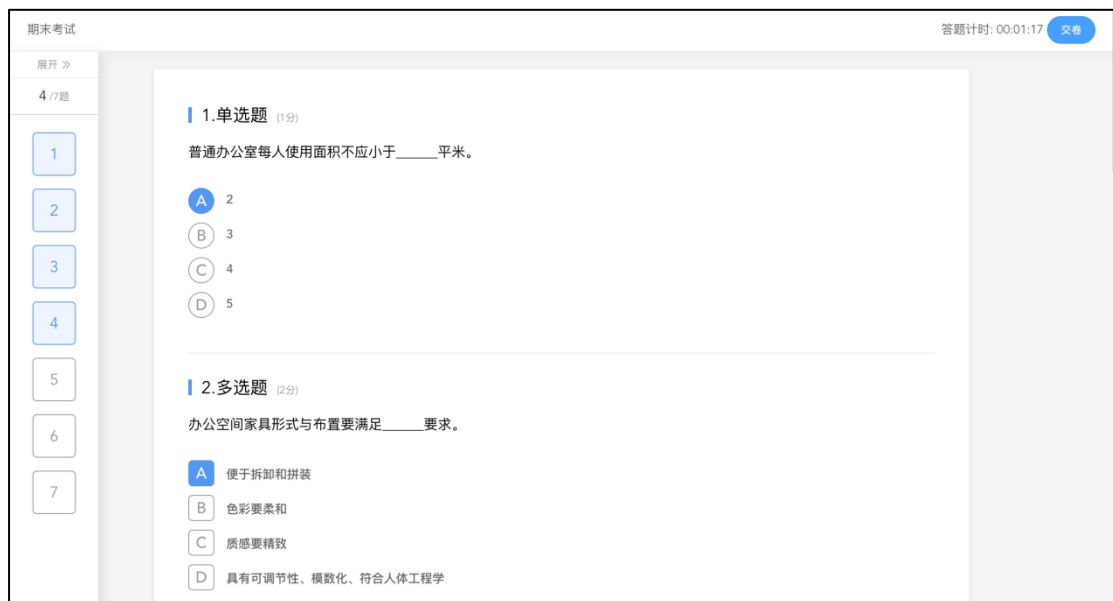 期末考试
答题计时: 00:01:17 交卷
展开 »
4 /7题
1
2
3
4
5
6
7
1.单选题 (1分)
普通办公室每人使用面积不应小于______平米。
A 2
B 3
C 4
D 5
2.多选题 (2分)
办公空间家具形式与布置要满足______要求。
A 便于拆卸和拼装
B 色彩要柔和
C 质感要精致
D 具有可调节性、模数化、符合人体工程学